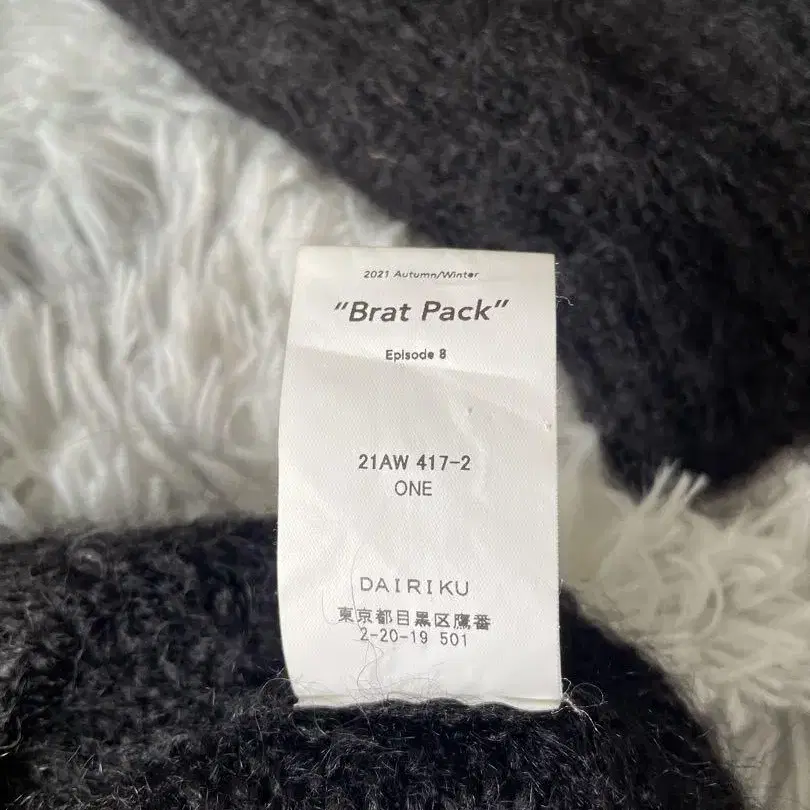 2021 Autumn/Winter
“Brat Pack”
Episode 8
21AW 417-2
ONE
DAIRIKU
東京都目黒区鷹番
2-20-19 501